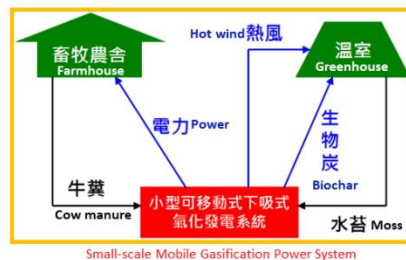 畜牧農舍
Farmhouse
Hot wind 熱風
溫室
Greenhouse
電力 Power
生物炭
Biochar
牛糞
Cow manure
小型可移動式下吸式
氣化發電系統
水苔 Moss
Small-scale Mobile Gasification Power System